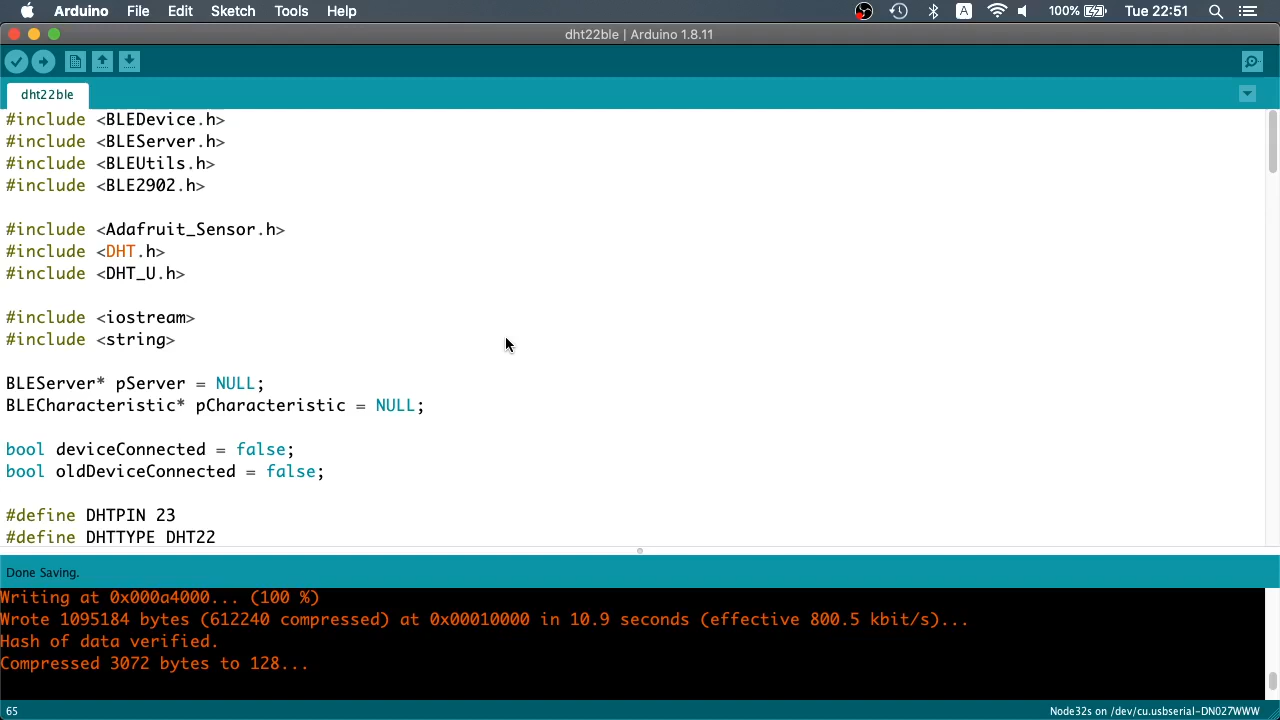 Arduino File Edit Sketch Tools Help A 100% Tue 22:51
dht22ble | Arduino 1.8.11
dht22ble
#include <BLEDevice.h>
#include <BLEServer.h>
#include <BLEUtils.h>
#include <BLE2902.h>
#include <Adafruit_Sensor.h>
#include <DHT.h>
#include <DHT_U.h>
#include <iostream>
#include <string>
BLEServer* pServer = NULL;
BLECharacteristic* pCharacteristic = NULL;
bool deviceConnected = false;
bool oldDeviceConnected = false;
#define DHTPIN 23
#define DHTTYPE DHT22
Done Saving.
Writing at 0x000a4000... (100 %)
Wrote 1095184 bytes (612240 compressed) at 0x00010000 in 10.9 seconds (effective 800.5 kbit/s)...
Hash of data verified.
Compressed 3072 bytes to 128...
65 Node32s on /dev/cu.usbserial-DN027WWW